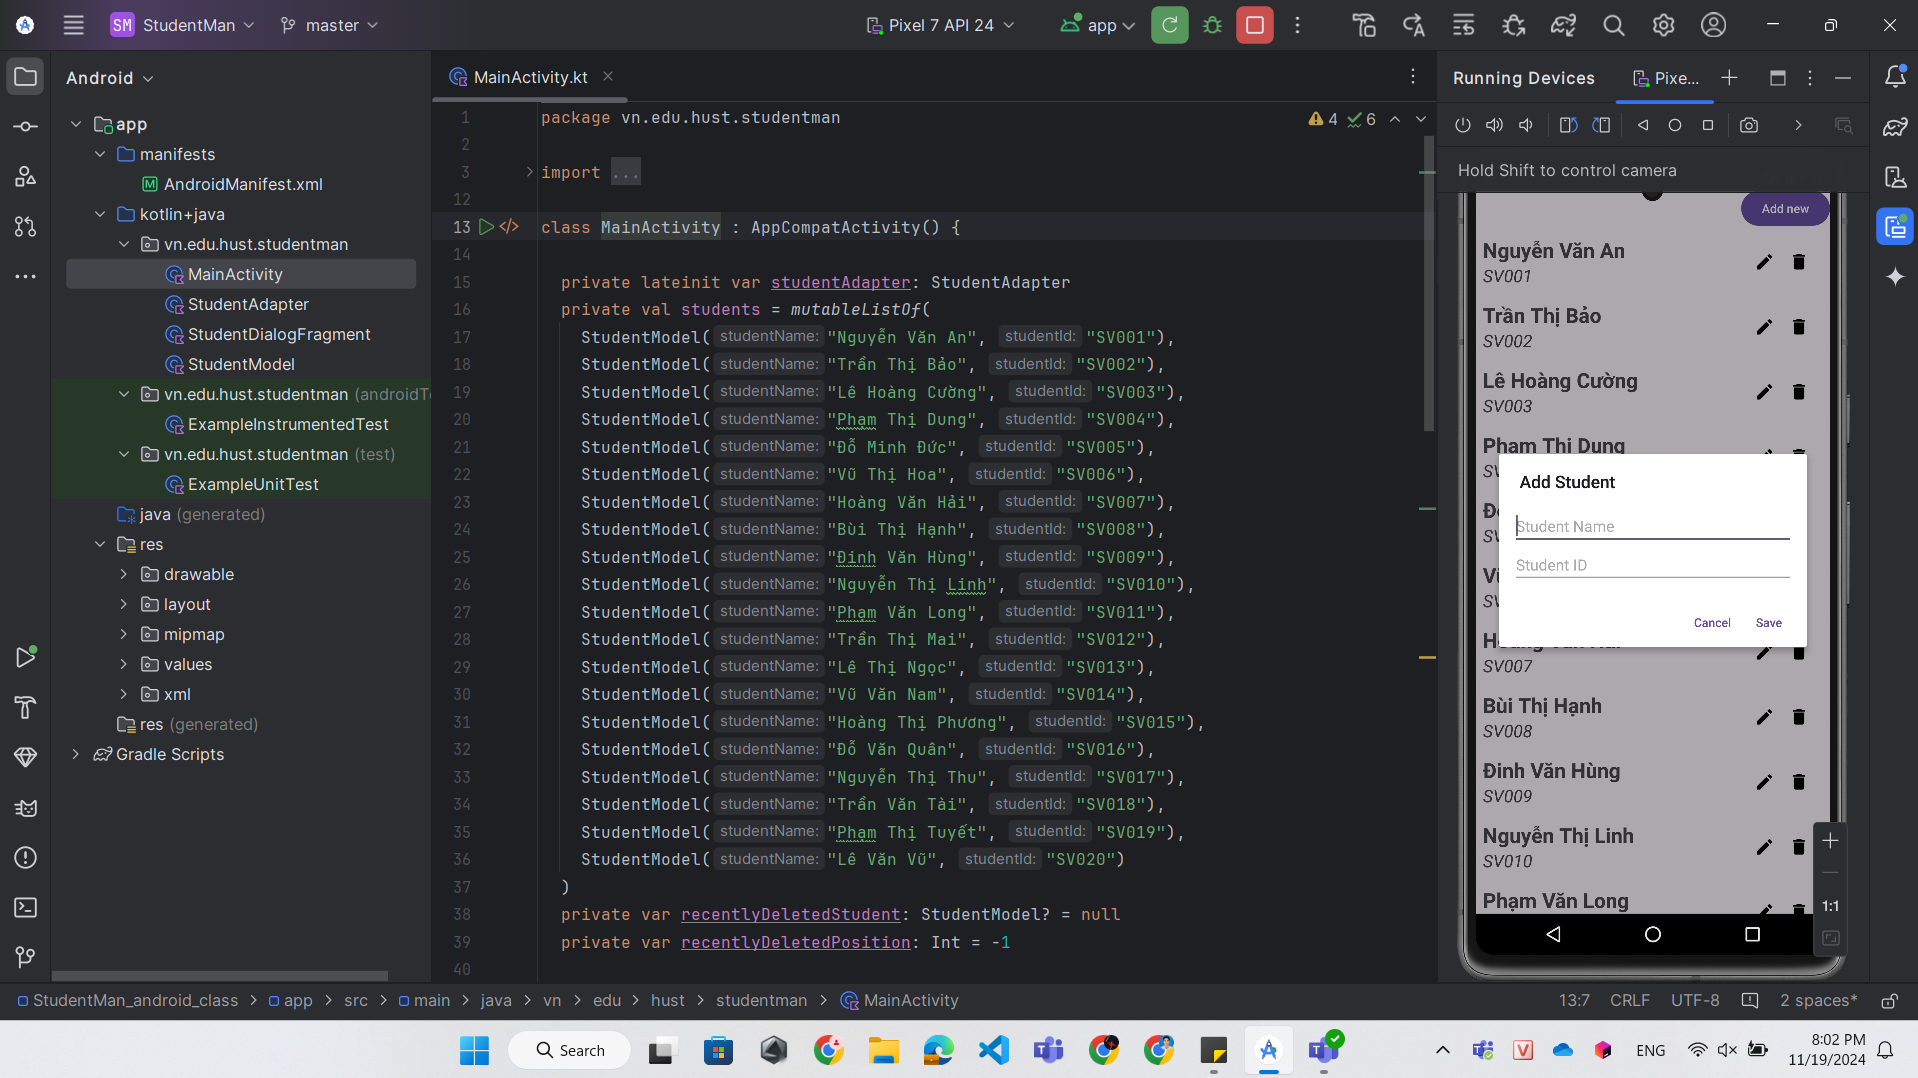 SM StudentMan master Pixel 7 API 24 app
Android
app
manifests
AndroidManifest.xml
kotlin+java
vn.edu.hust.studentman
MainActivity
StudentAdapter
StudentDialogFragment
StudentModel
vn.edu.hust.studentman (androidT
ExampleInstrumentedTest
vn.edu.hust.studentman (test)
ExampleUnitTest
java (generated)
res
drawable
layout
mipmap
values
xml
res (generated)
Gradle Scripts
MainActivity.kt
4 6
1 package vn.edu.hust.studentman
2
3 import ...
12
13 class MainActivity : AppCompatActivity() {
14
15 private lateinit var studentAdapter: StudentAdapter
16 private val students = mutableListOf(
17 StudentModel( studentName: "Nguyễn Văn An", studentId: "SV001"),
18 StudentModel( studentName: "Trần Thị Bảo", studentId: "SV002"),
19 StudentModel( studentName: "Lê Hoàng Cường", studentId: "SV003"),
20 StudentModel( studentName: "Phạm Thị Dung", studentId: "SV004"),
21 StudentModel( studentName: "Đỗ Minh Đức", studentId: "SV005"),
22 StudentModel( studentName: "Vũ Thị Hoa", studentId: "SV006"),
23 StudentModel( studentName: "Hoàng Văn Hải", studentId: "SV007"),
24 StudentModel( studentName: "Bùi Thị Hạnh", studentId: "SV008"),
25 StudentModel( studentName: "Đinh Văn Hùng", studentId: "SV009"),
26 StudentModel( studentName: "Nguyễn Thị Linh", studentId: "SV010"),
27 StudentModel( studentName: "Phạm Văn Long", studentId: "SV011"),
28 StudentModel( studentName: "Trần Thị Mai", studentId: "SV012"),
29 StudentModel( studentName: "Lê Thị Ngọc", studentId: "SV013"),
30 StudentModel( studentName: "Vũ Văn Nam", studentId: "SV014"),
31 StudentModel( studentName: "Hoàng Thị Phương", studentId: "SV015"),
32 StudentModel( studentName: "Đỗ Văn Quân", studentId: "SV016"),
33 StudentModel( studentName: "Nguyễn Thị Thu", studentId: "SV017"),
34 StudentModel( studentName: "Trần Văn Tài", studentId: "SV018"),
35 StudentModel( studentName: "Phạm Thị Tuyết", studentId: "SV019"),
36 StudentModel( studentName: "Lê Văn Vũ", studentId: "SV020")
37 )
38 private var recentlyDeletedStudent: StudentModel? = null
39 private var recentlyDeletedPosition: Int = -1
40
Running Devices Pixe...
Hold Shift to control camera
Add new
Nguyễn Văn An
SV001
Trần Thị Bảo
SV002
Lê Hoàng Cường
SV003
Phạm Thị Dung
Add Student
Student Name
Student ID
Cancel Save
SV007
Bùi Thị Hạnh
SV008
Đinh Văn Hùng
SV009
Nguyễn Thị Linh
SV010
Phạm Văn Long
1:1
StudentMan_android_class > app > src > main > java > vn > edu > hust > studentman > MainActivity
13:7 CRLF UTF-8 2 spaces*
Search
ENG
8:02 PM
11/19/2024